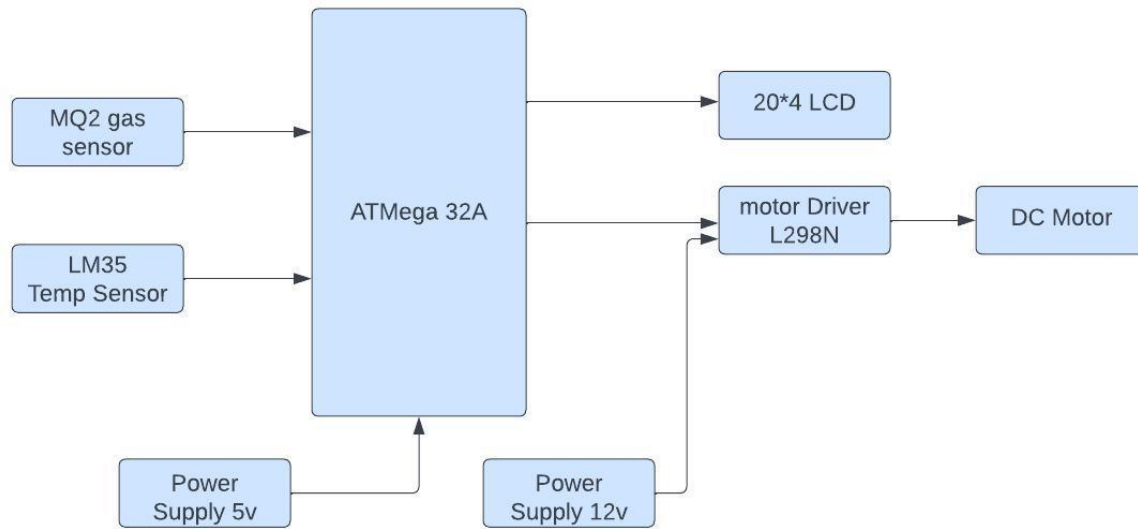 MQ2 gas
sensor
LM35
Temp Sensor
ATMega 32A
20*4 LCD
motor Driver
L298N
DC Motor
Power
Supply 5v
Power
Supply 12v